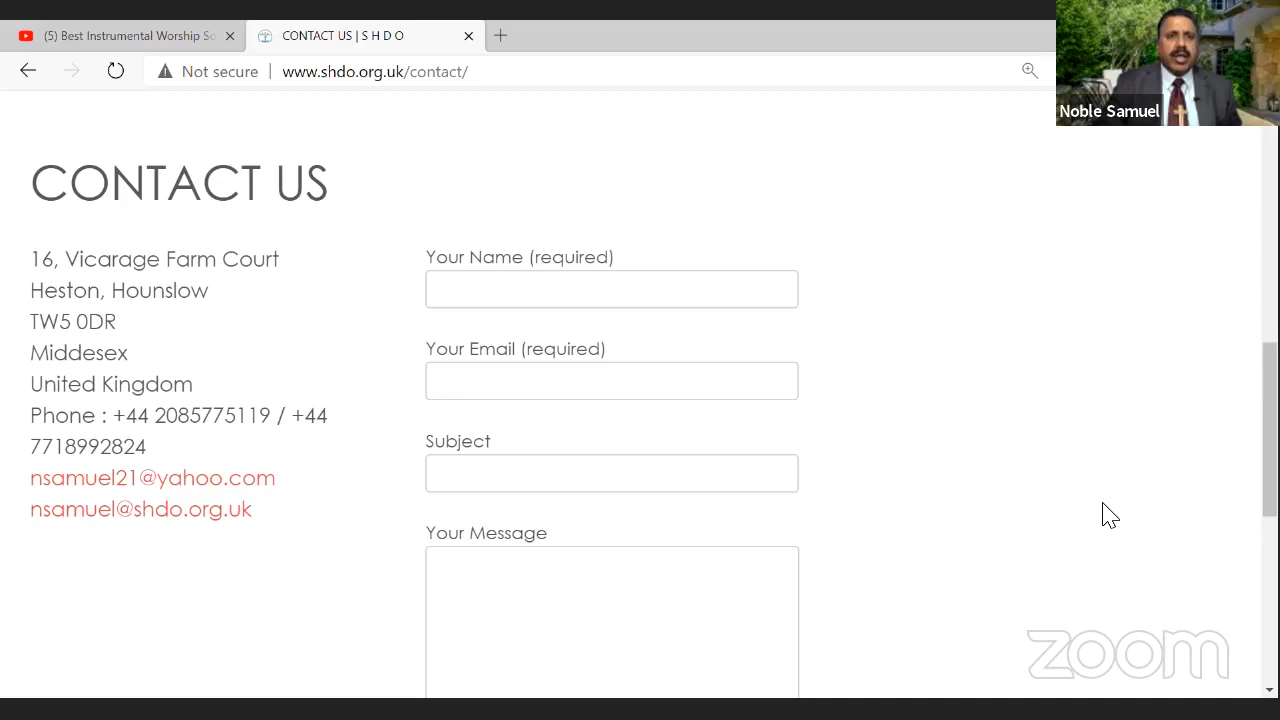 (5) Best Instrumental Worship So
CONTACT US | S H D O
Not secure
www.shdo.org.uk/contact/
Noble Samuel
CONTACT US
16, Vicarage Farm Court
Heston, Hounslow
TW5 0DR
Middesex
United Kingdom
Phone : +44 2085775119 / +44
7718992824
nsamuel21@yahoo.com
nsamuel@shdo.org.uk
Your Name (required)
Your Email (required)
Subject
Your Message
zoom